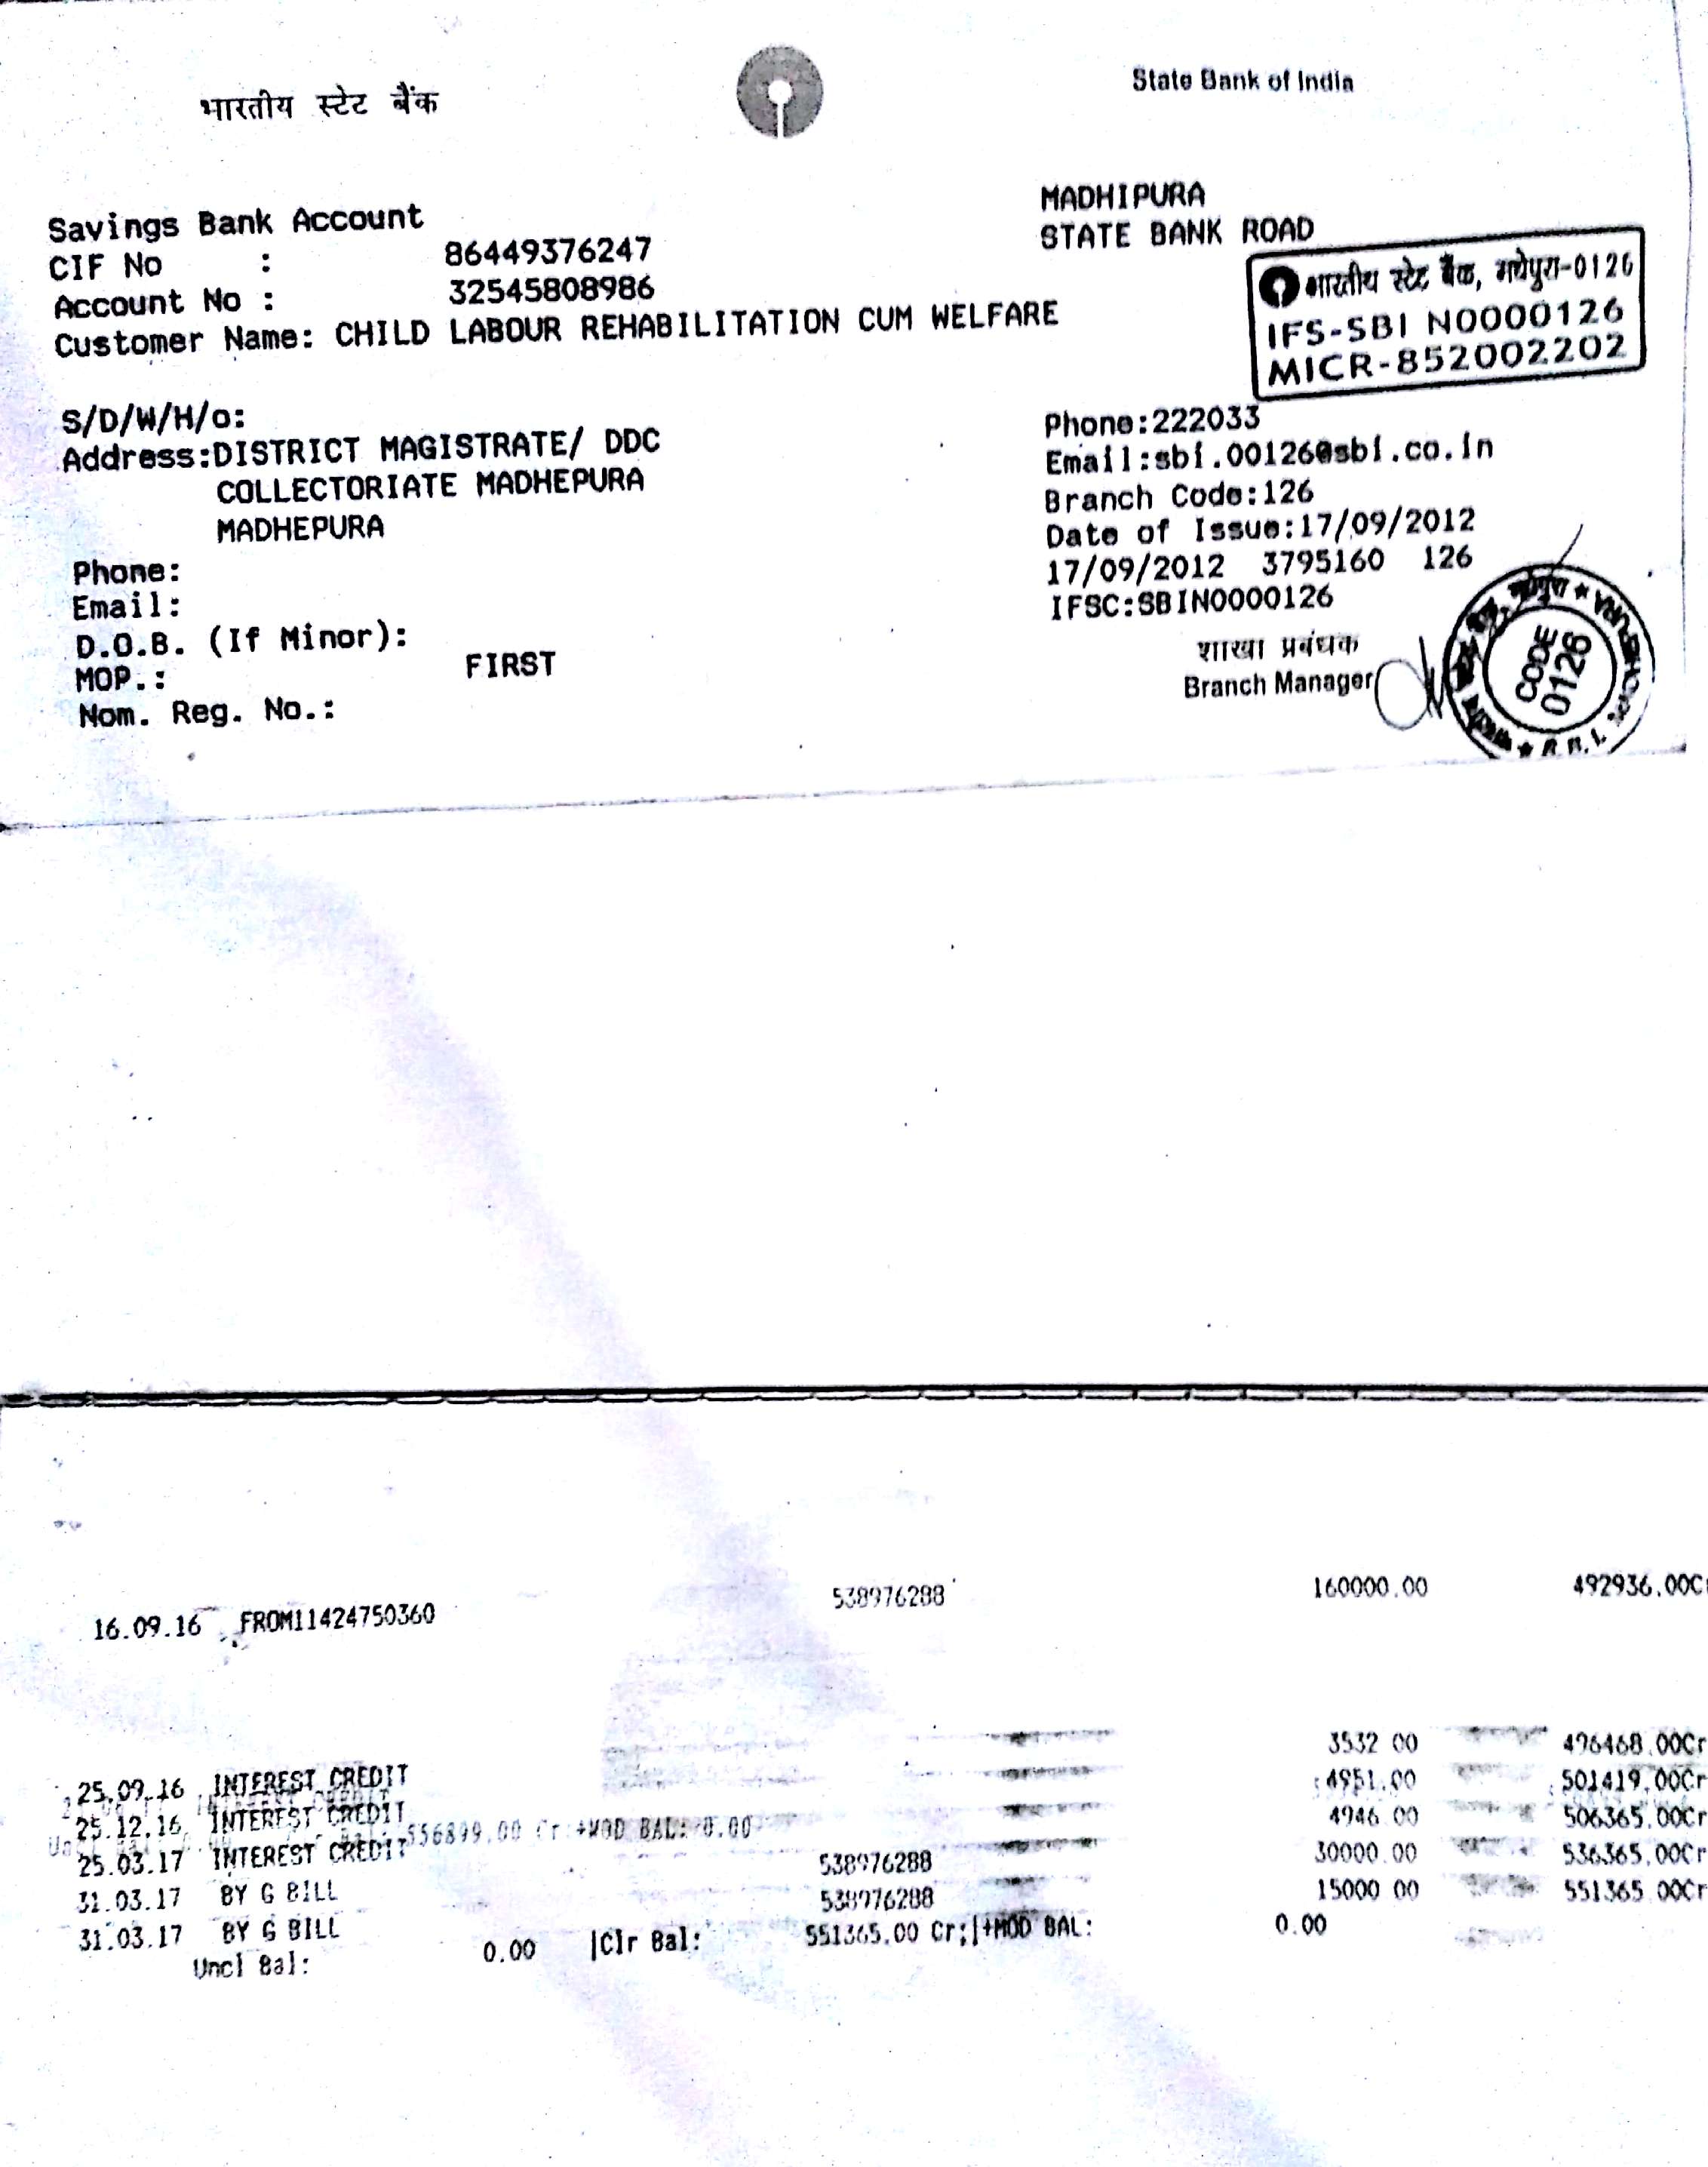 भारतीय स्टेट बैंक
State Bank of India
Savings Bank Account
CIF No : 86449376247
Account No : 32545808986
Customer Name: CHILD LABOUR REHABILITATION CUM WELFARE
S/D/W/H/o:
Address:DISTRICT MAGISTRATE/ DDC
COLLECTORIATE MADHEPURA
MADHEPURA
Phone:
Email:
D.O.B. (If Minor):
MOP.: FIRST
Nom. Reg. No.:
MADHIPURA
STATE BANK ROAD
भारतीय स्टेट बैंक, मधेपुरा-0126
IFS-SBI N0000126
MICR-852002202
Phone:222033
Email:sbi.00126@sbi.co.in
Branch Code:126
Date of Issue:17/09/2012
17/09/2012 3795160 126
IFSC:SBIN0000126
शाखा प्रबंधक
Branch Manager
CODE
0126
16.09.16 FROM11424750360 538976288 160000.00 492936.00Cr
25.09.16 INTEREST CREDIT 3532.00 496468.00Cr
25.12.16 INTEREST CREDIT 4951.00 501419.00Cr
25.03.17 INTEREST CREDIT 4946.00 506365.00Cr
556899.00 Cr +MOD BAL: 0.00
31.03.17 BY G BILL 538976288 30000.00 536365.00Cr
31.03.17 BY G BILL 538976288 15000.00 551365.00Cr
Uncl Bal: 0.00 |Clr Bal: 551365.00 Cr;|+MOD BAL: 0.00